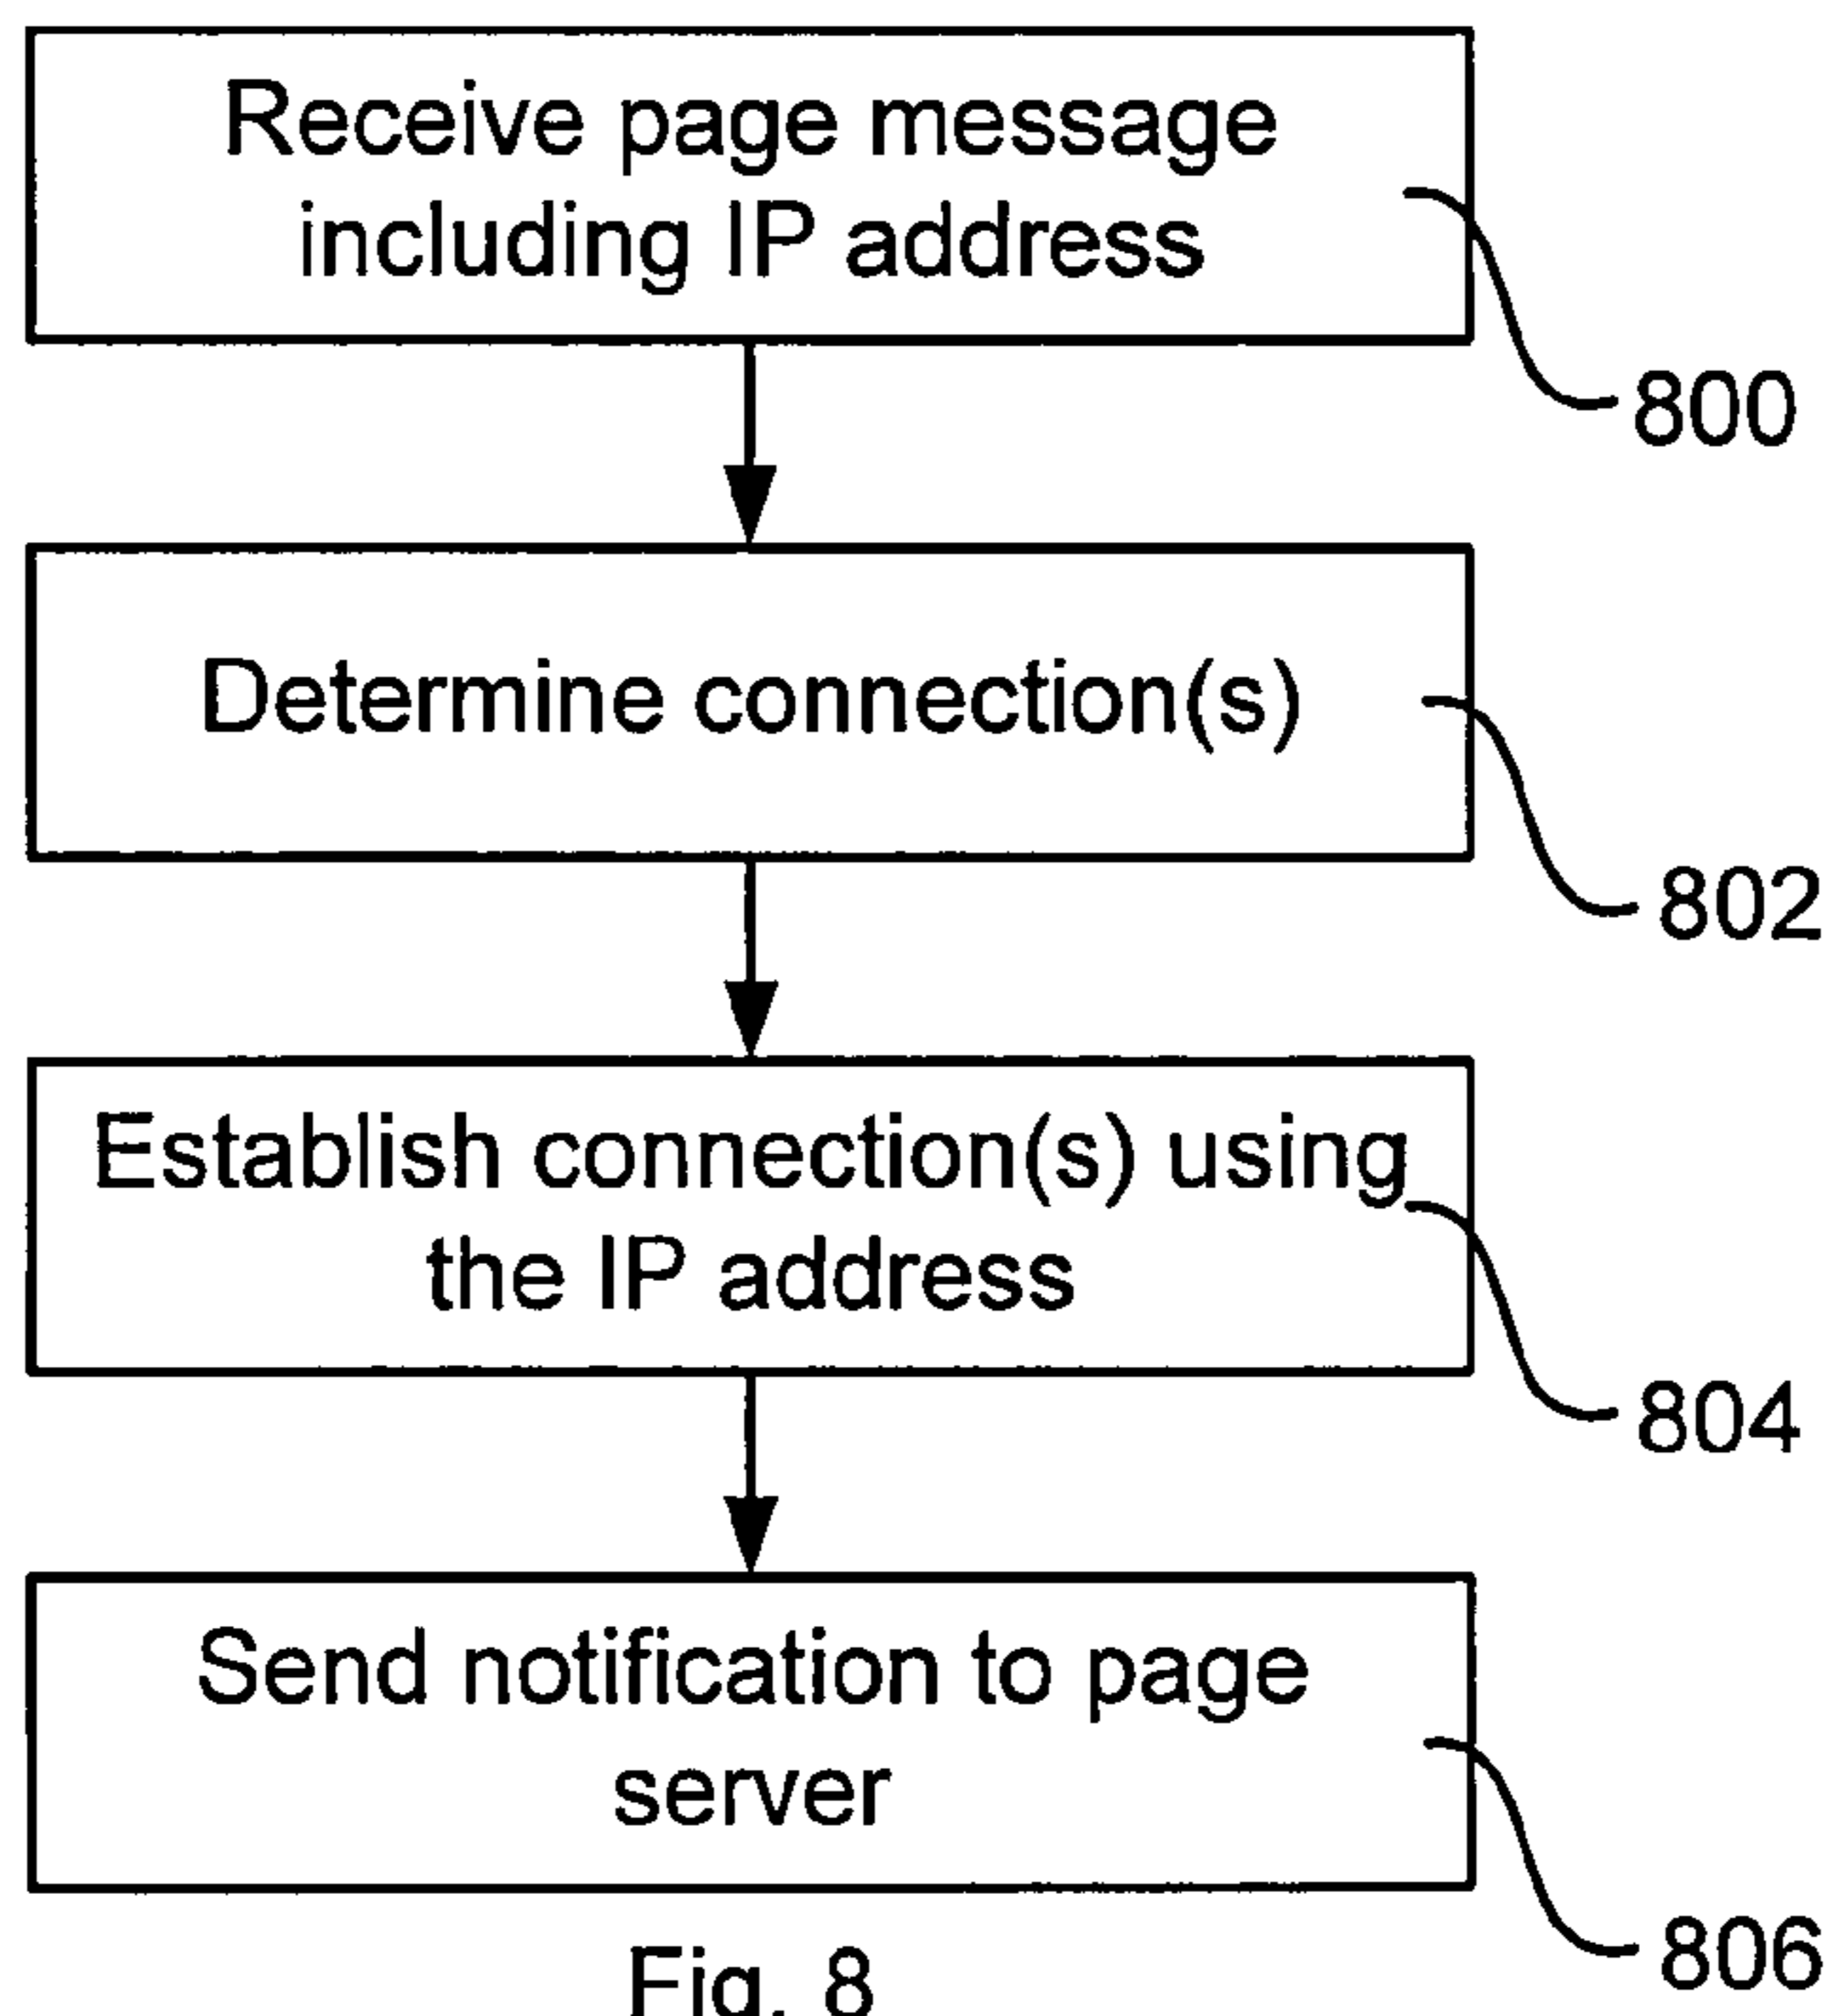 Receive page message
including IP address
800
Determine connection(s)
802
Establish connection(s) using
the IP address
804
Send notification to page
server
806
Fig. 8